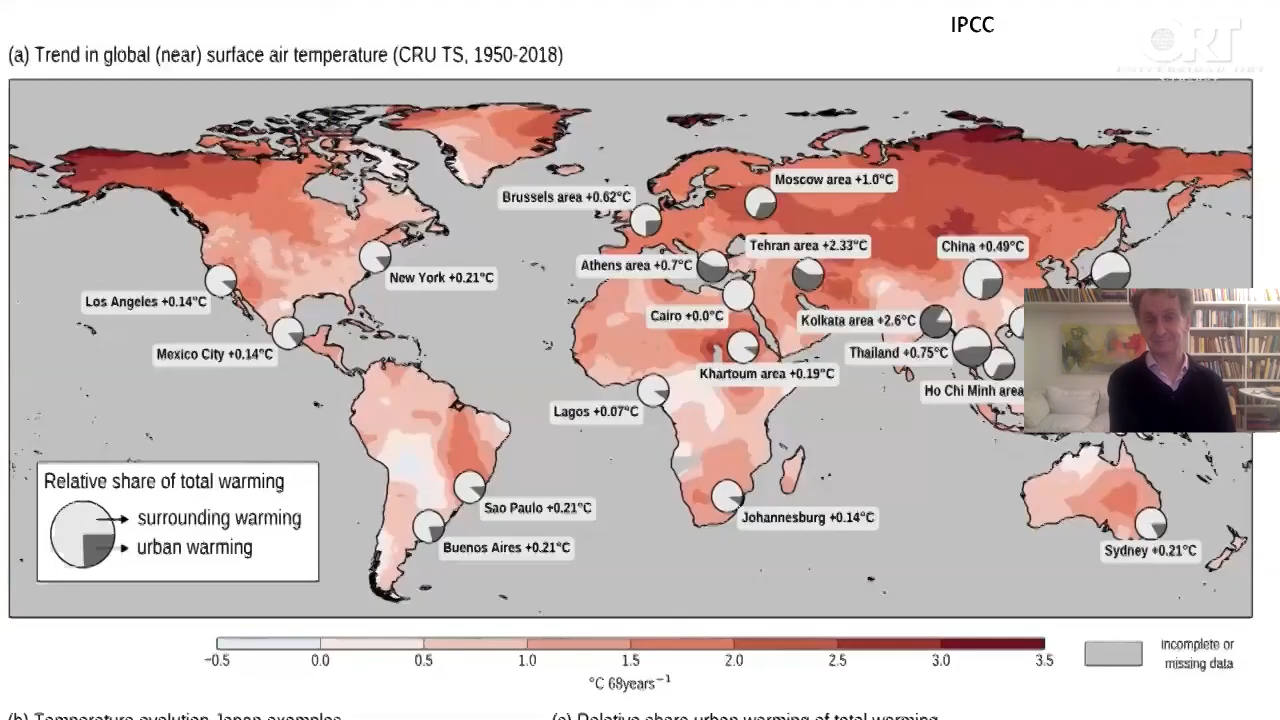 IPCC
ORT
(a) Trend in global (near) surface air temperature (CRU TS, 1950-2018)
Moscow area +1.0°C
Brussels area +0.62°C
Tehran area +2.33°C
China +0.49°C
Athens area +0.7°C
New York +0.21°C
Los Angeles +0.14°C
Cairo +0.0°C
Kolkata area +2.6°C
Mexico City +0.14°C
Thailand +0.75°C
Khartoum area +0.19°C
Ho Chi Minh area
Lagos +0.07°C
Relative share of total warming
surrounding warming
urban warming
Sao Paulo +0.21°C
Johannesburg +0.14°C
Buenos Aires +0.21°C
Sydney +0.21°C
−0.5 0.0 0.5 1.0 1.5 2.0 2.5 3.0 3.5
°C 68years⁻¹
incomplete or
missing data
(b) Temperature evolution Japan examples (c) Relative share urban warming of total warming